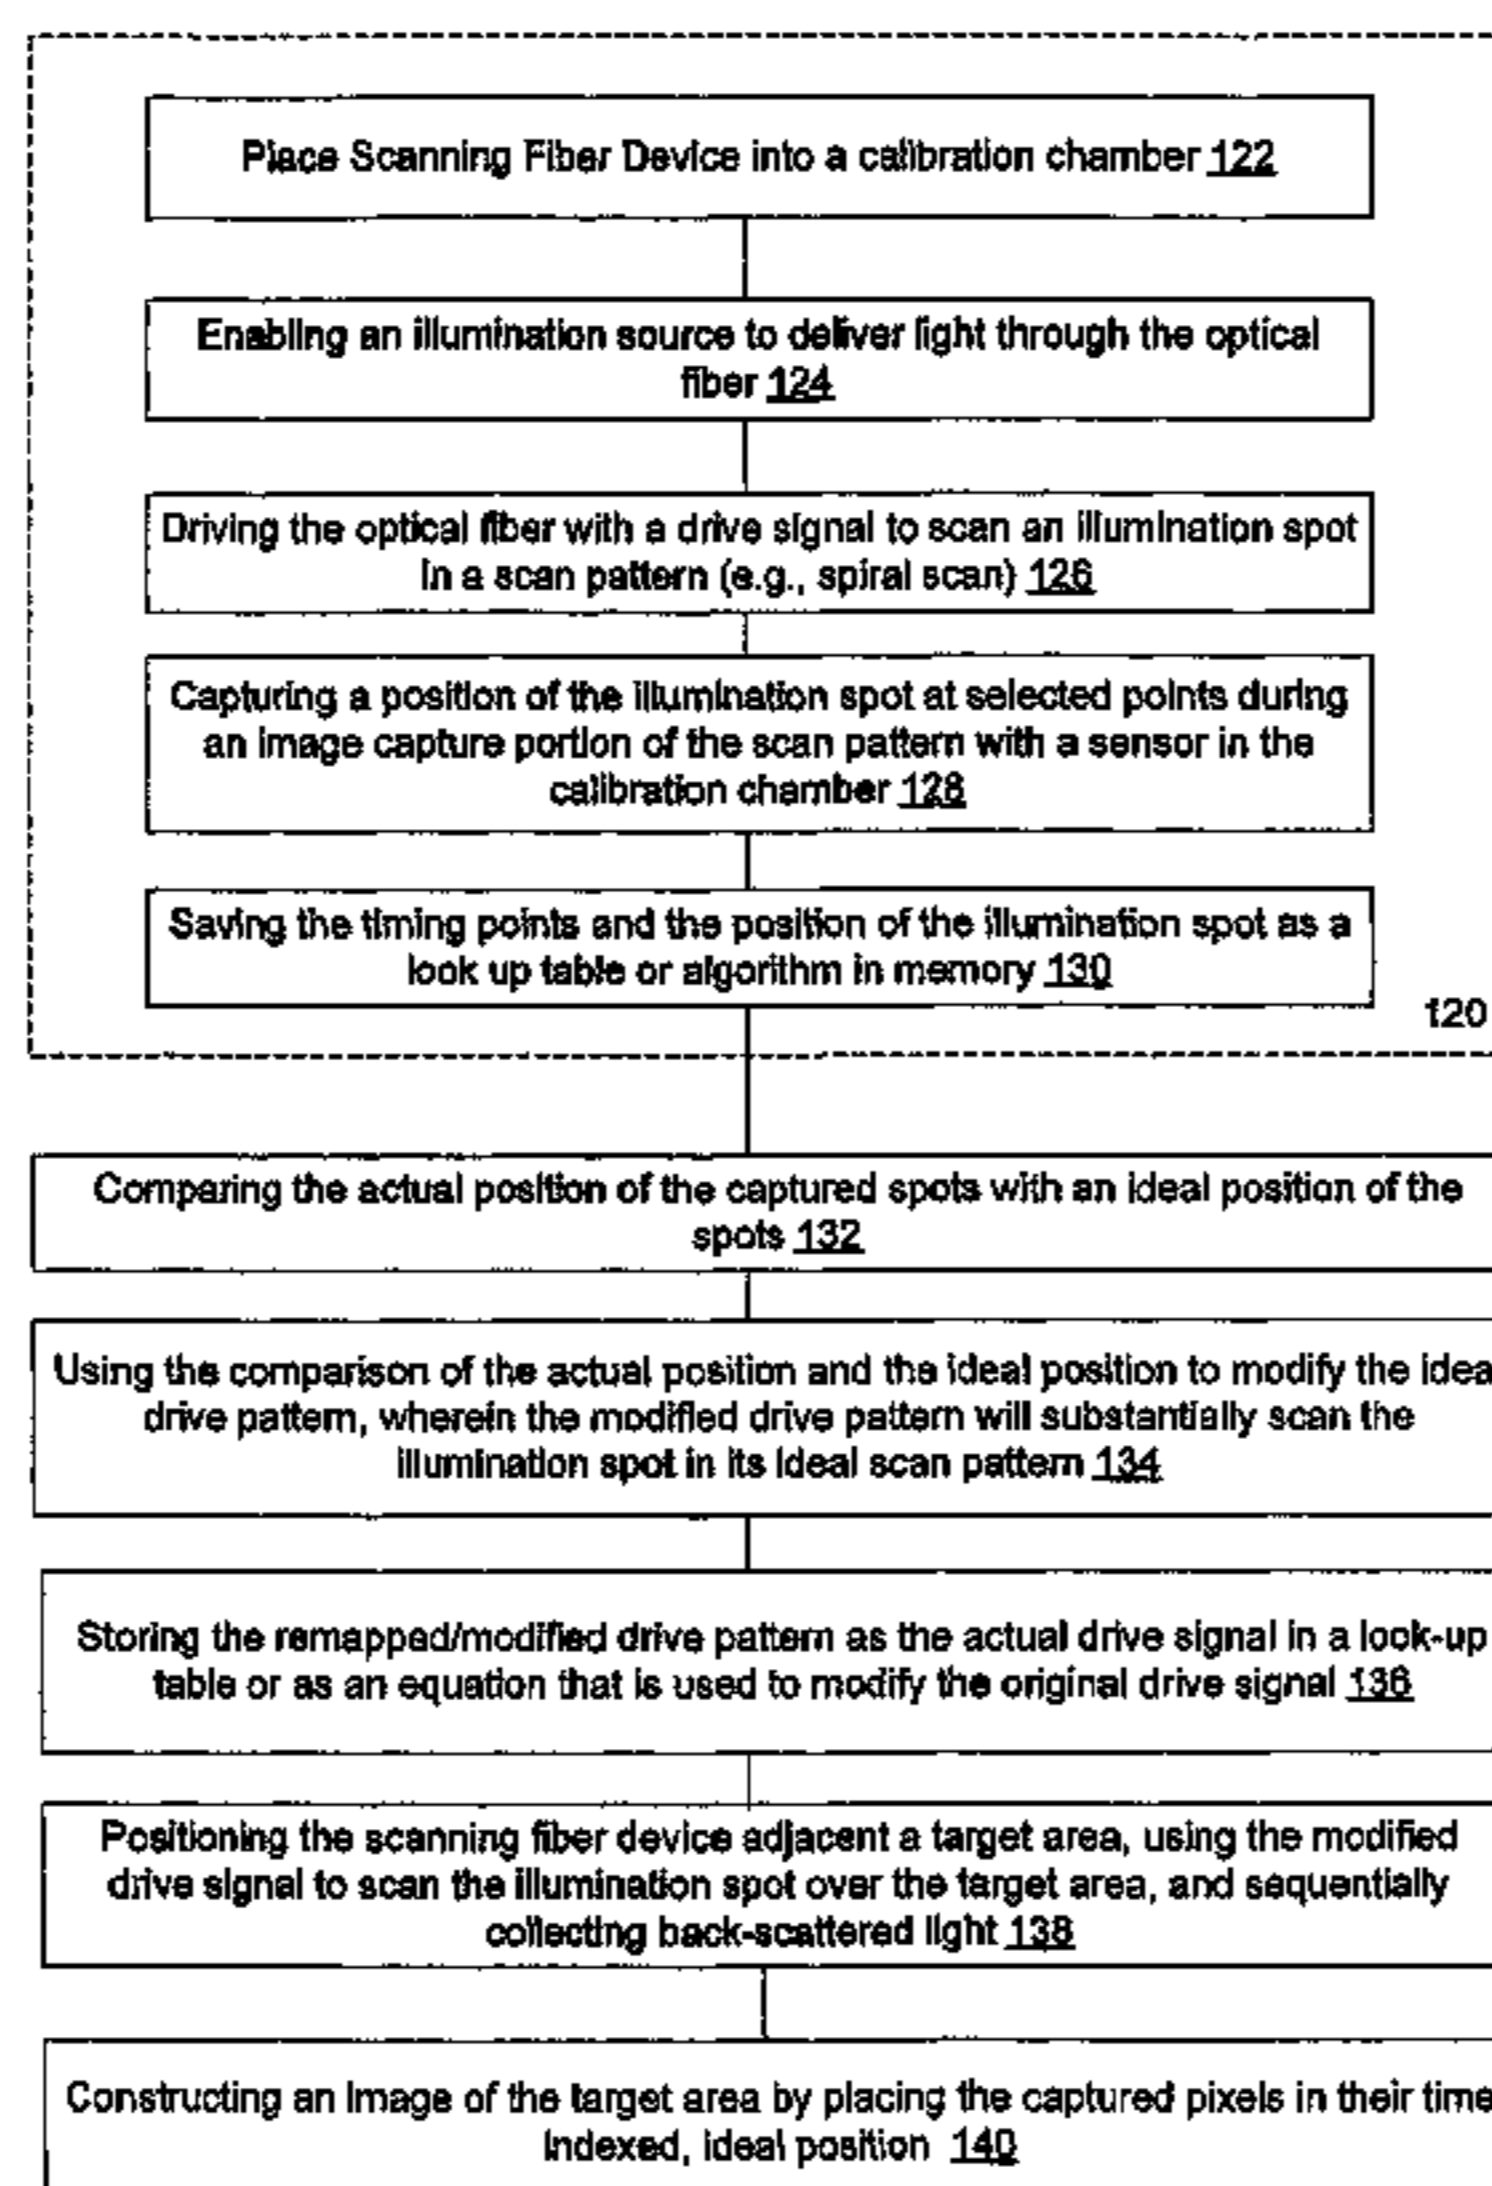 Place Scanning Fiber Device into a calibration chamber 122
Enabling an illumination source to deliver light through the optical
fiber 124
Driving the optical fiber with a drive signal to scan an illumination spot
in a scan pattern (e.g., spiral scan) 126
Capturing a position of the illumination spot at selected points during
an image capture portion of the scan pattern with a sensor in the
calibration chamber 128
Saving the timing points and the position of the illumination spot as a
look up table or algorithm in memory 130
120
Comparing the actual position of the captured spots with an ideal position of the
spots 132
Using the comparison of the actual position and the ideal position to modify the idea
drive pattern, wherein the modified drive pattern will substantially scan the
illumination spot in its ideal scan pattern 134
Storing the remapped/modified drive pattern as the actual drive signal in a look-up
table or as an equation that is used to modify the original drive signal 136
Positioning the scanning fiber device adjacent a target area, using the modified
drive signal to scan the illumination spot over the target area, and sequentially
collecting back-scattered light 138
Constructing an image of the target area by placing the captured pixels in their time
indexed, ideal position 140